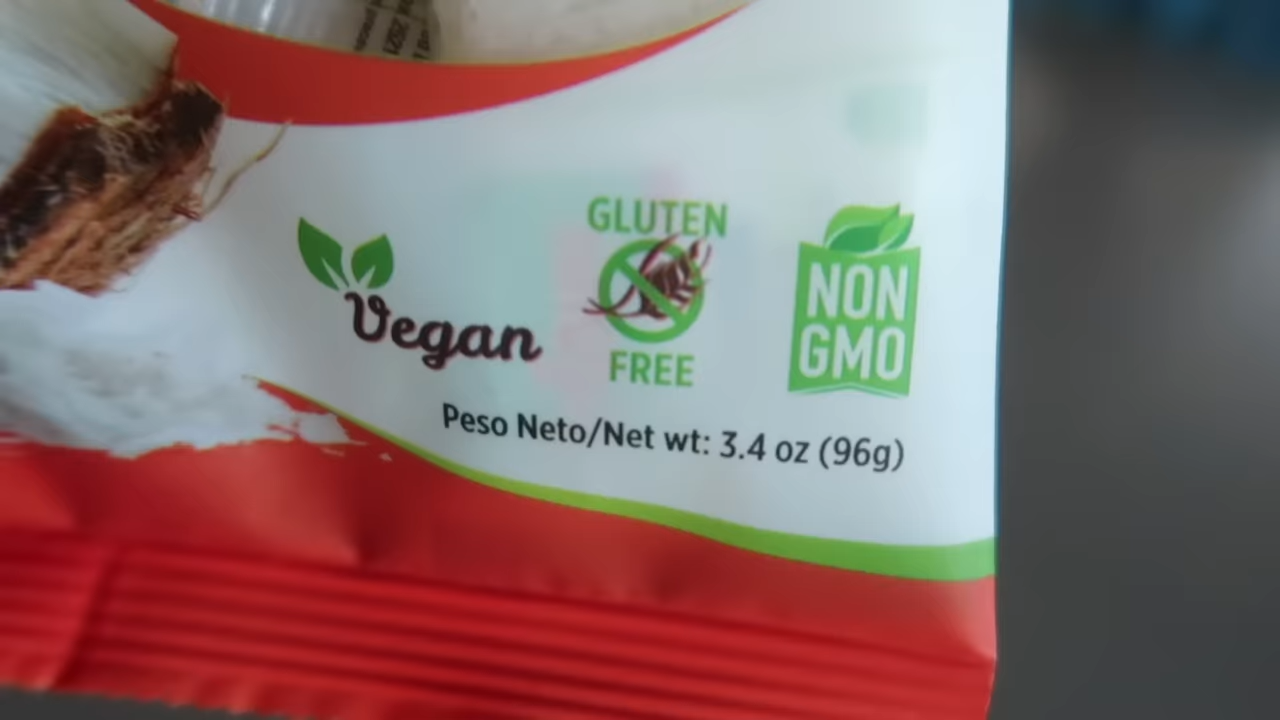 Vegan
GLUTEN
FREE
NON
GMO
Peso Neto/Net wt: 3.4 oz (96g)